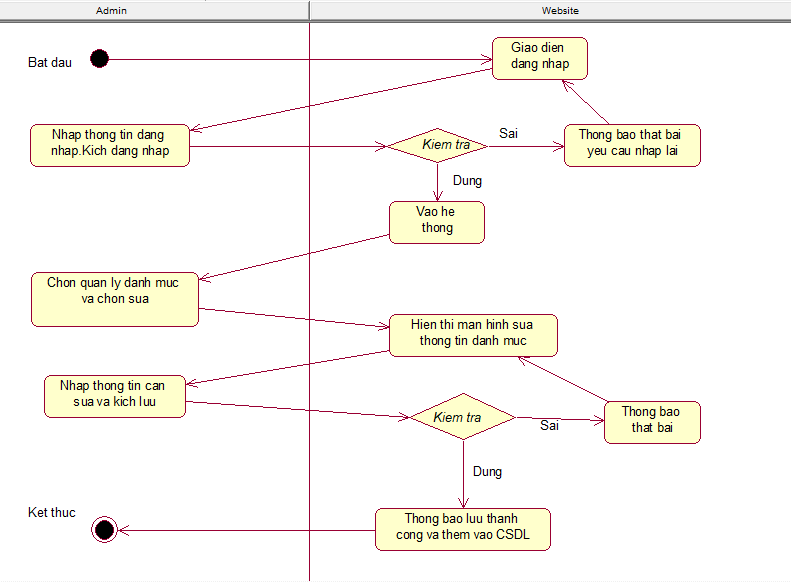 Admin
Website
Bat dau
Giao dien
dang nhap
Nhap thong tin dang
nhap.Kich dang nhap
Kiem tra
Sai
Thong bao that bai
yeu cau nhap lai
Dung
Vao he
thong
Chon quan ly danh muc
va chon sua
Hien thi man hinh sua
thong tin danh muc
Nhap thong tin can
sua va kich luu
Kiem tra
Sai
Thong bao
that bai
Dung
Ket thuc
Thong bao luu thanh
cong va them vao CSDL